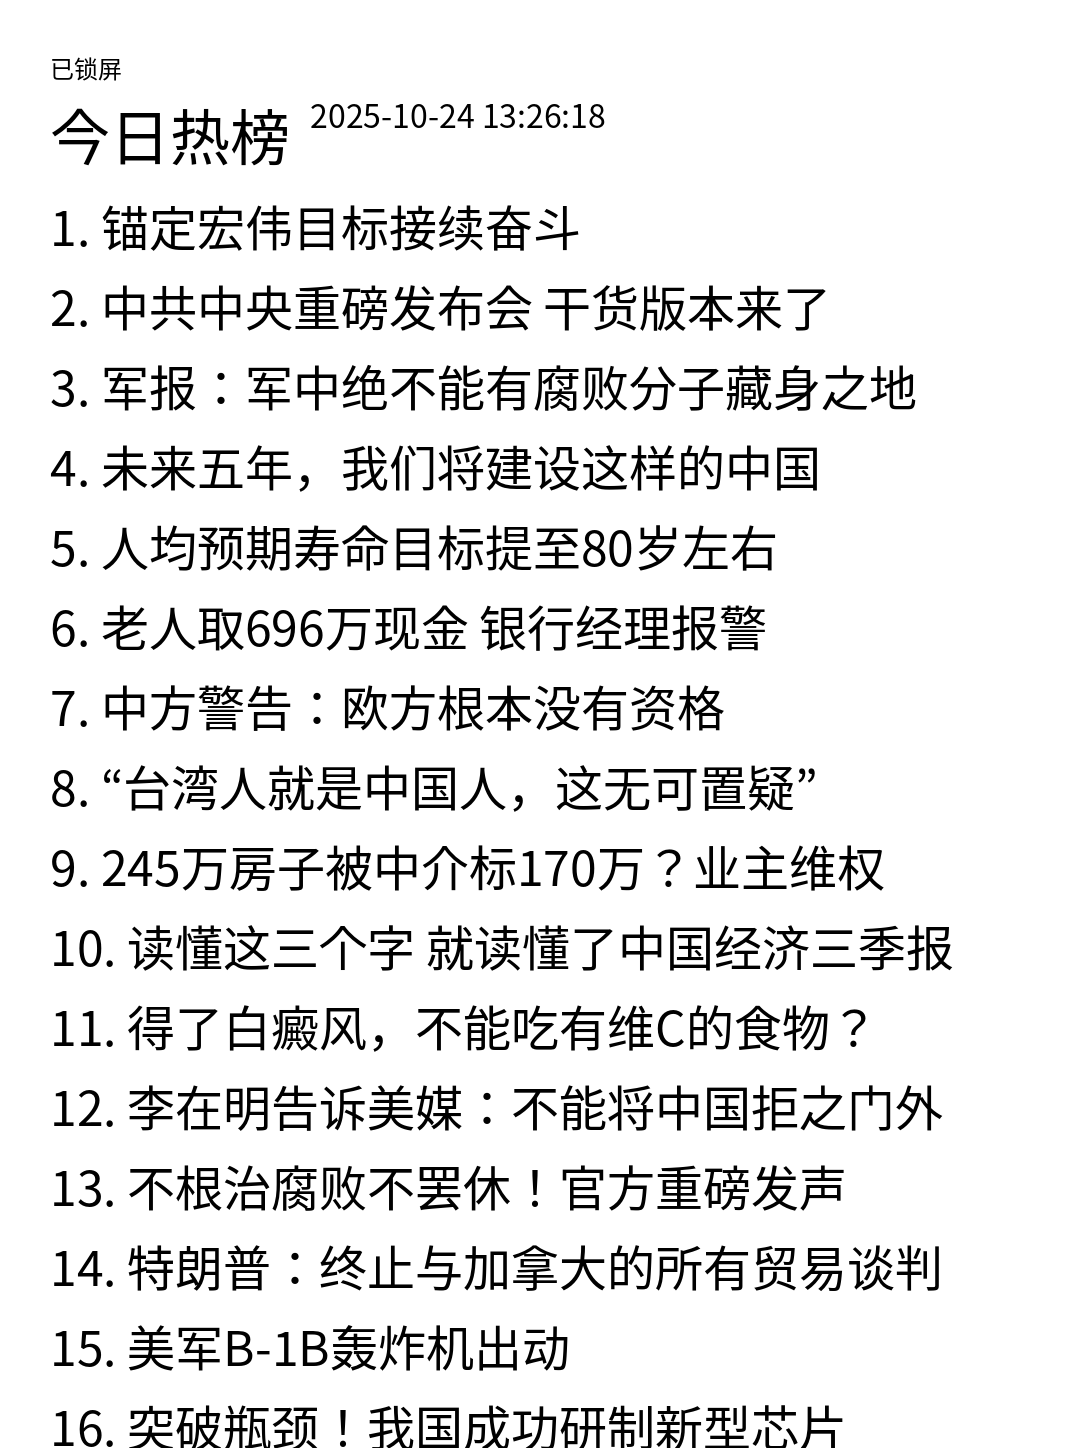 已锁屏
今日热榜 2025-10-24 13:26:18
1. 锚定宏伟目标接续奋斗
2. 中共中央重磅发布会 干货版本来了
3. 军报：军中绝不能有腐败分子藏身之地
4. 未来五年，我们将建设这样的中国
5. 人均预期寿命目标提至80岁左右
6. 老人取696万现金 银行经理报警
7. 中方警告：欧方根本没有资格
8. “台湾人就是中国人，这无可置疑”
9. 245万房子被中介标170万？业主维权
10. 读懂这三个字 就读懂了中国经济三季报
11. 得了白癜风，不能吃有维C的食物？
12. 李在明告诉美媒：不能将中国拒之门外
13. 不根治腐败不罢休！官方重磅发声
14. 特朗普：终止与加拿大的所有贸易谈判
15. 美军B-1B轰炸机出动
16. 突破瓶颈！我国成功研制新型芯片